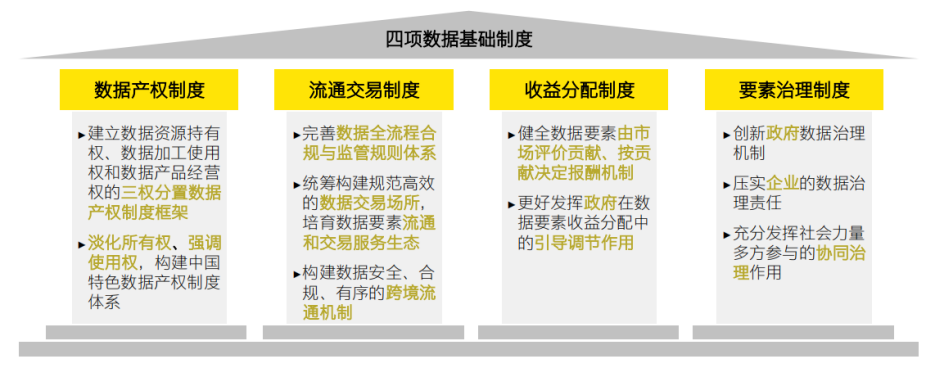 四项数据基础制度
数据产权制度
▸建立数据资源持有
权、数据加工使用
权和数据产品经营
权的三权分置数据
产权制度框架
▸淡化所有权、强调
使用权，构建中国
特色数据产权制度
体系
流通交易制度
▸完善数据全流程合
规与监管规则体系
▸统筹构建规范高效
的数据交易场所，
培育数据要素流通
和交易服务生态
▸构建数据安全、合
规、有序的跨境流
通机制
收益分配制度
▸健全数据要素由市
场评价贡献、按贡
献决定报酬机制
▸更好发挥政府在数
据要素收益分配中
的引导调节作用
要素治理制度
▸创新政府数据治理
机制
▸压实企业的数据治
理责任
▸充分发挥社会力量
多方参与的协同治
理作用